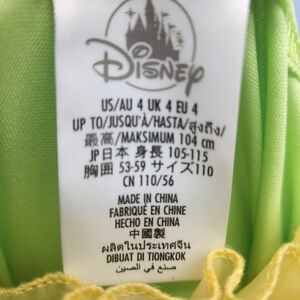 Disney
US/AU 4 UK 4 EU 4
UP TO/JUSQU'À/HASTA/สูงถึง/
最高/MAKSIMUM 104 cm
JP日本 身長 105-115
胸囲 53-59 サイズ110
CN 110/56
MADE IN CHINA
FABRIQUÉ EN CHINE
HECHO EN CHINA
中國製
ผลิตในประเทศจีน
DIBUAT DI TIONGKOK
صنع في الصين